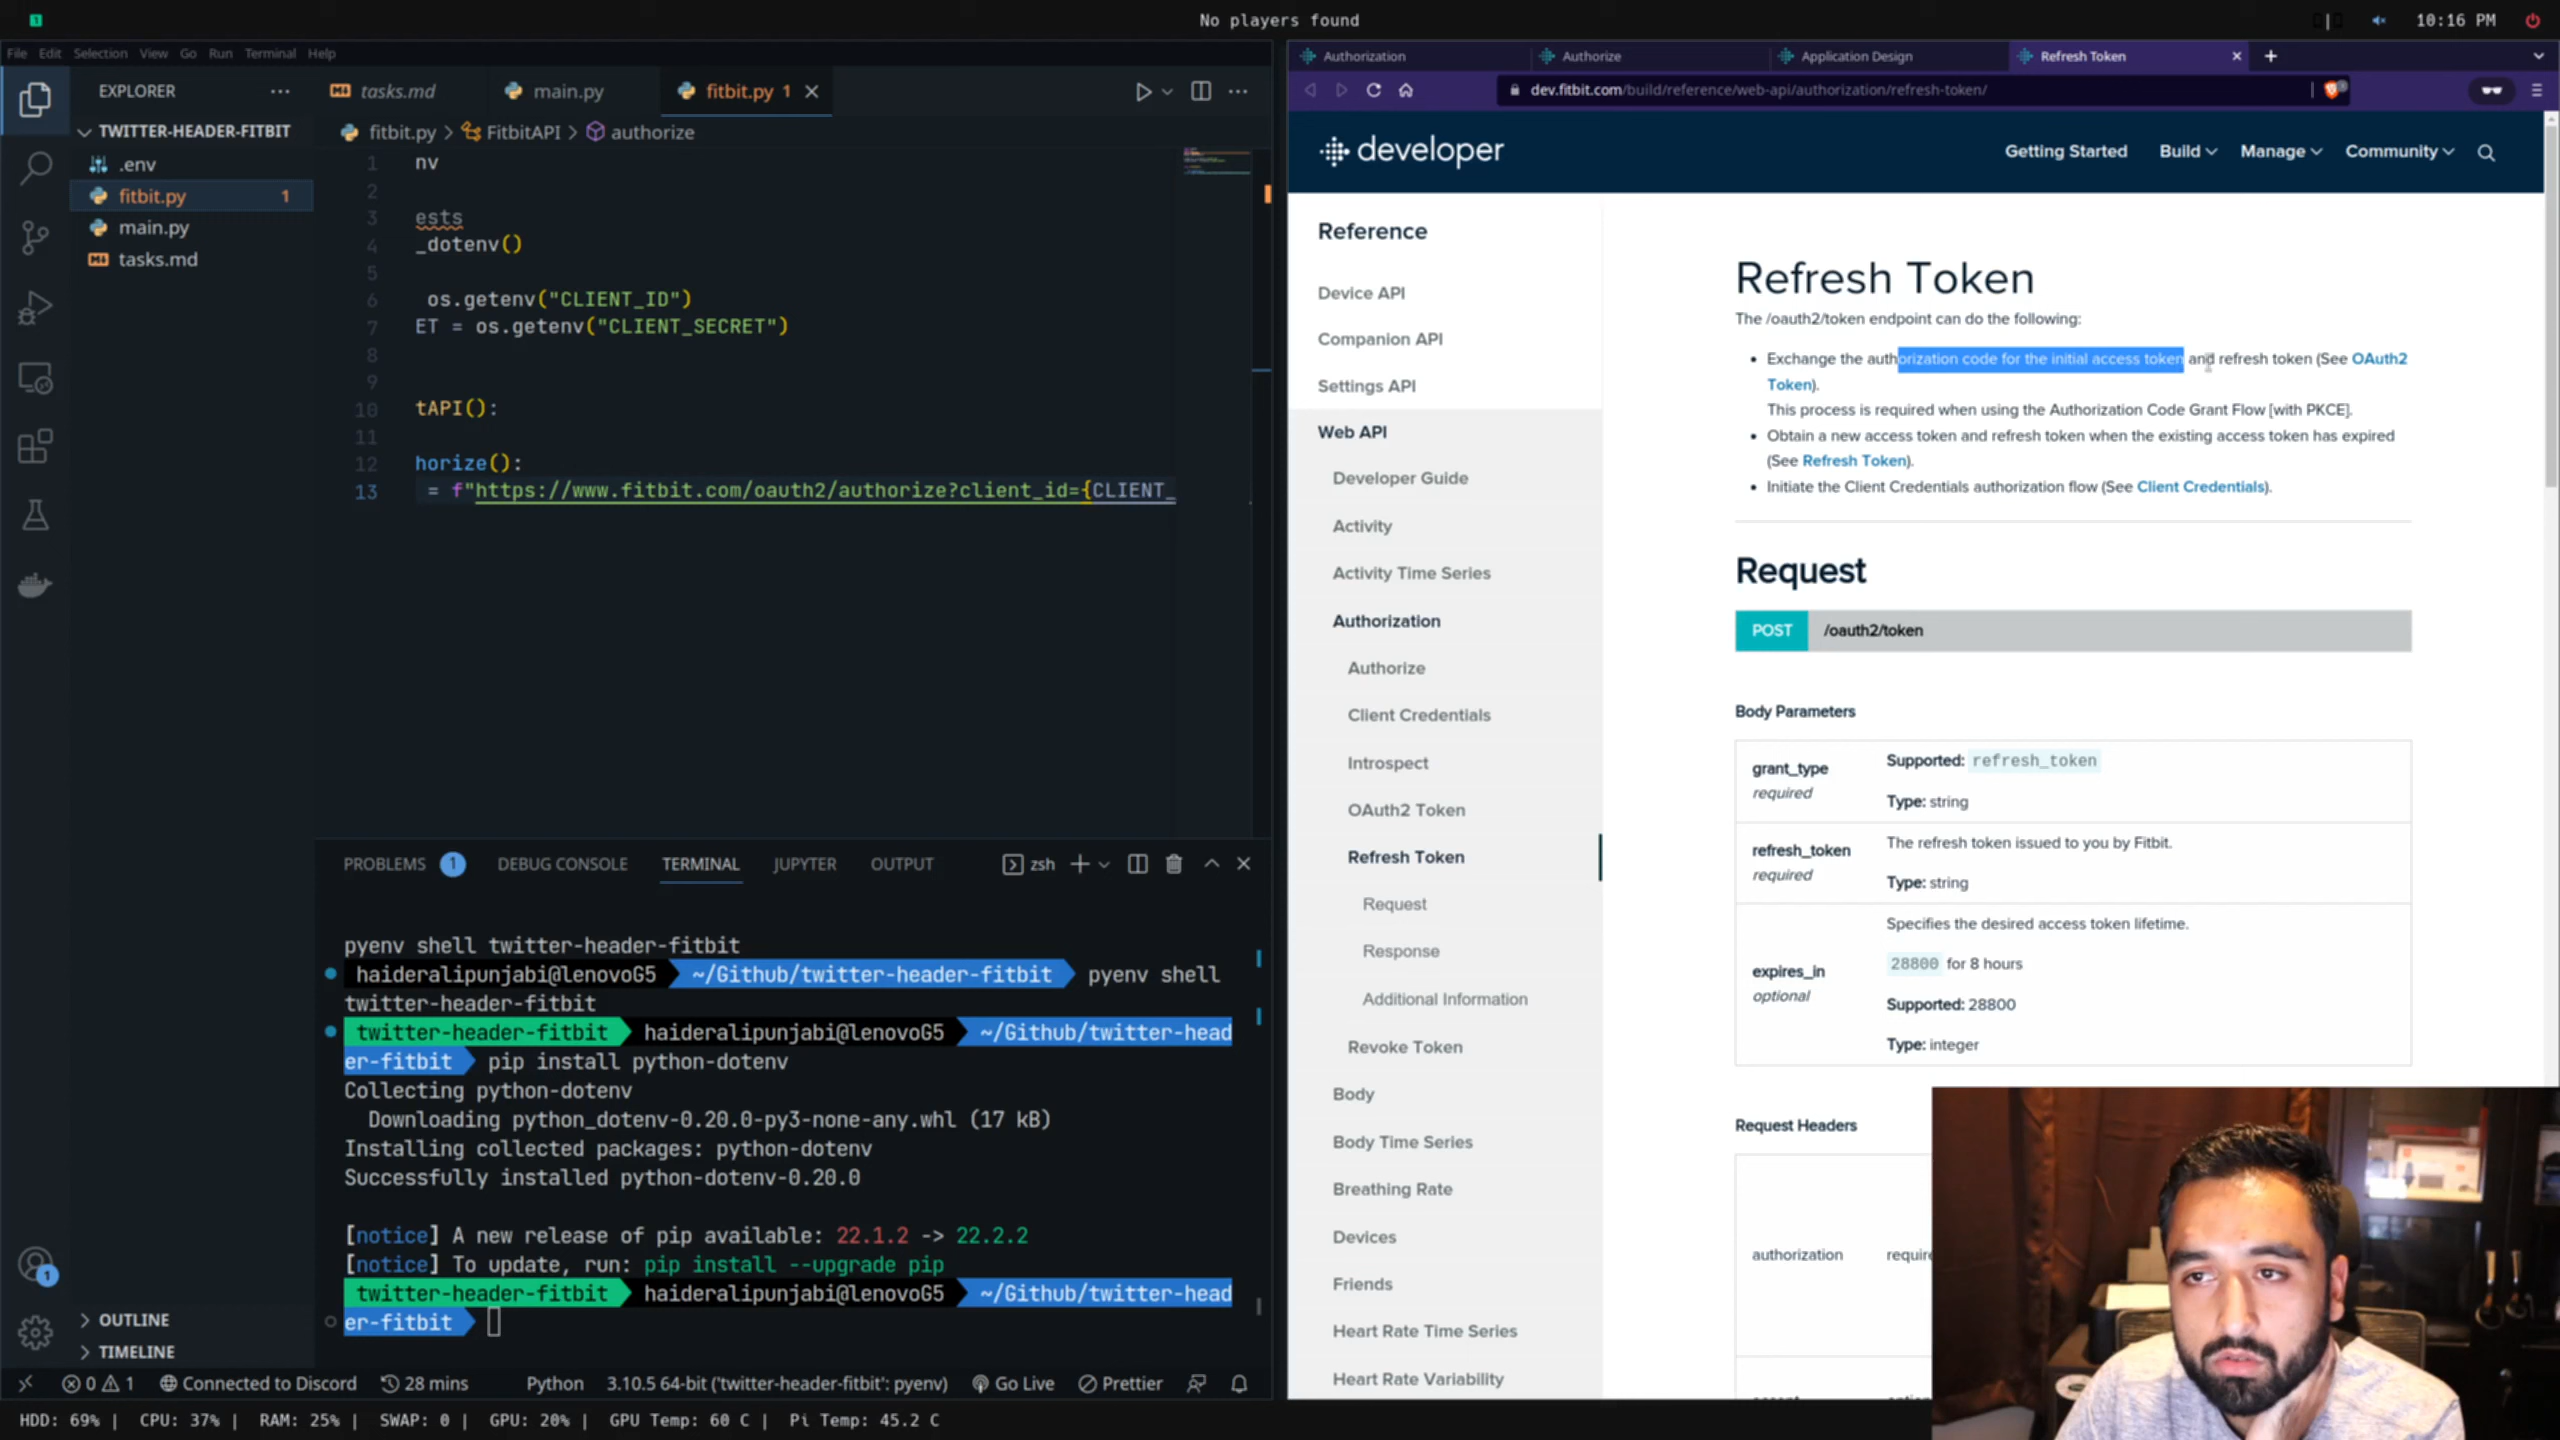 1
No players found
10:16 PM
File Edit Selection View Go Run Terminal Help
EXPLORER
TWITTER-HEADER-FITBIT
.env
fitbit.py 1
main.py
tasks.md
OUTLINE
TIMELINE
tasks.md main.py fitbit.py 1
fitbit.py > FitbitAPI > authorize
1 nv
2
3 ests
4 _dotenv()
5
6 os.getenv("CLIENT_ID")
7 ET = os.getenv("CLIENT_SECRET")
8
9
10 tAPI():
11
12 horize():
13 = f"https://www.fitbit.com/oauth2/authorize?client_id={CLIENT_
PROBLEMS 1 DEBUG CONSOLE TERMINAL JUPYTER OUTPUT zsh
pyenv shell twitter-header-fitbit
haideralipunjabi@lenovoG5 ~/Github/twitter-header-fitbit pyenv shell
twitter-header-fitbit
twitter-header-fitbit haideralipunjabi@lenovoG5 ~/Github/twitter-head
er-fitbit pip install python-dotenv
Collecting python-dotenv
Downloading python_dotenv-0.20.0-py3-none-any.whl (17 kB)
Installing collected packages: python-dotenv
Successfully installed python-dotenv-0.20.0
[notice] A new release of pip available: 22.1.2 -> 22.2.2
[notice] To update, run: pip install --upgrade pip
twitter-header-fitbit haideralipunjabi@lenovoG5 ~/Github/twitter-head
er-fitbit
1
0 1 Connected to Discord 28 mins Python 3.10.5 64-bit ('twitter-header-fitbit': pyenv) Go Live Prettier
HDD: 69% | CPU: 37% | RAM: 25% | SWAP: 0 | GPU: 20% | GPU Temp: 60 C | Pi Temp: 45.2 C
Authorization Authorize Application Design Refresh Token
dev.fitbit.com/build/reference/web-api/authorization/refresh-token/
developer
Getting Started Build Manage Community
Reference
Device API
Companion API
Settings API
Web API
Developer Guide
Activity
Activity Time Series
Authorization
Authorize
Client Credentials
Introspect
OAuth2 Token
Refresh Token
Request
Response
Additional Information
Revoke Token
Body
Body Time Series
Breathing Rate
Devices
Friends
Heart Rate Time Series
Heart Rate Variability
Refresh Token
The /oauth2/token endpoint can do the following:
• Exchange the authorization code for the initial access token and refresh token (See OAuth2
Token).
This process is required when using the Authorization Code Grant Flow [with PKCE].
• Obtain a new access token and refresh token when the existing access token has expired
(See Refresh Token).
• Initiate the Client Credentials authorization flow (See Client Credentials).
Request
POST /oauth2/token
Body Parameters
grant_type
required
Supported: refresh_token
Type: string
refresh_token
required
The refresh token issued to you by Fitbit.
Type: string
expires_in
optional
Specifies the desired access token lifetime.
28800 for 8 hours
Supported: 28800
Type: integer
Request Headers
authorization require